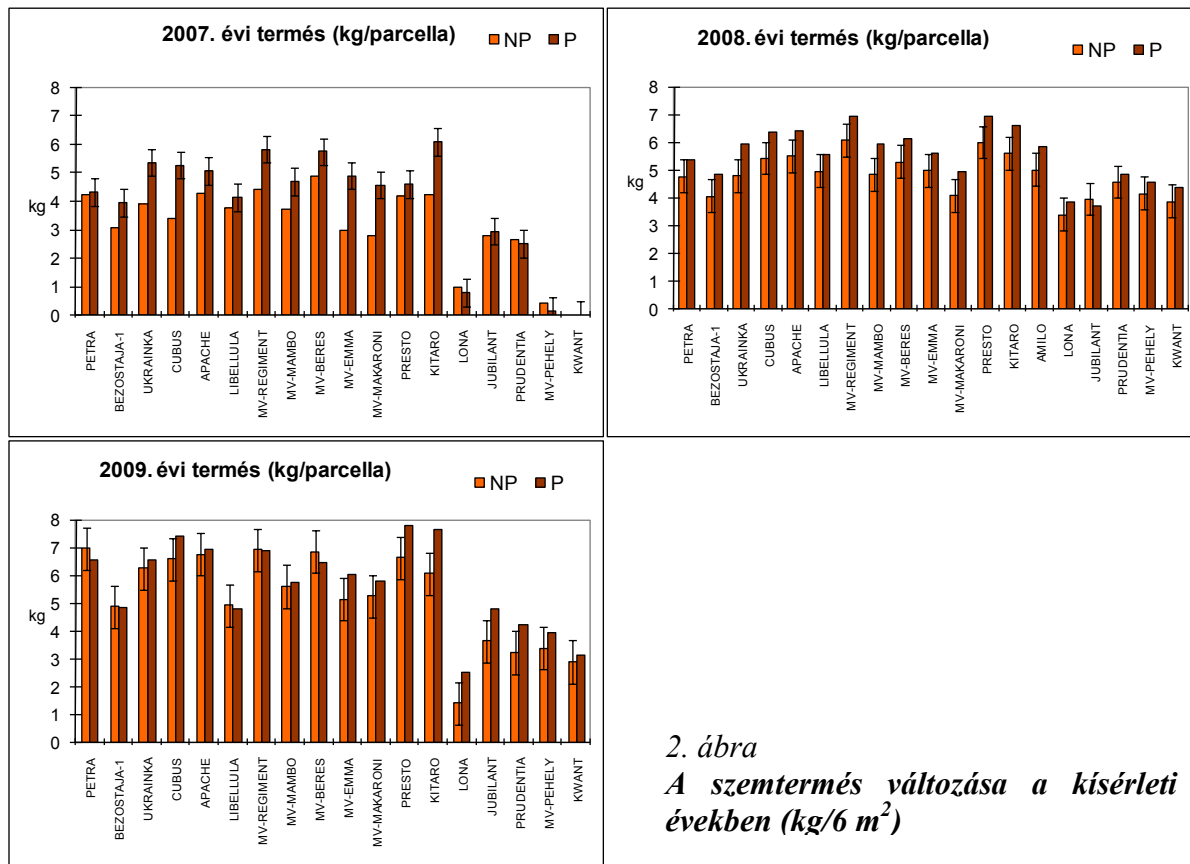 2007. évi termés (kg/parcella)
NP P
8
7
6
5
4
3
2
1
0
kg
PETRA
BEZOSTAJA-1
UKRAINKA
CUBUS
APACHE
LIBELLULA
MV-REGIMENT
MV-MAMBO
MV-BERES
MV-EMMA
MV-MAKARONI
PRESTO
KITARO
LONA
JUBILANT
PRUDENTIA
MV-PEHELY
KWANT
2008. évi termés (kg/parcella)
NP P
8
7
6
5
4
3
2
1
0
kg
PETRA
BEZOSTAJA-1
UKRAINKA
CUBUS
APACHE
LIBELLULA
MV-REGIMENT
MV-MAMBO
MV-BERES
MV-EMMA
MV-MAKARONI
PRESTO
KITARO
AMILO
LONA
JUBILANT
PRUDENTIA
MV-PEHELY
KWANT
2009. évi termés (kg/parcella)
NP P
8
7
6
5
4
3
2
1
0
kg
PETRA
BEZOSTAJA-1
UKRAINKA
CUBUS
APACHE
LIBELLULA
MV-REGIMENT
MV-MAMBO
MV-BERES
MV-EMMA
MV-MAKARONI
PRESTO
KITARO
LONA
JUBILANT
PRUDENTIA
MV-PEHELY
KWANT
2. ábra
A szemtermés változása a kísérleti
években (kg/6 m²)